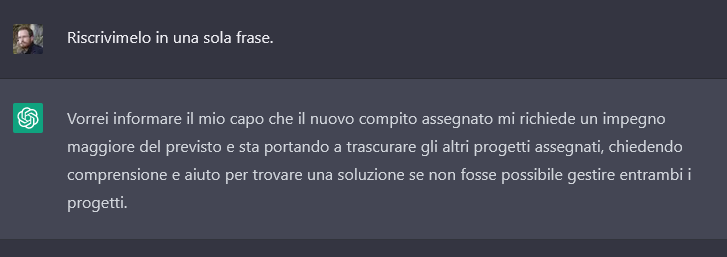 Riscrivimelo in una sola frase.
Vorrei informare il mio capo che il nuovo compito assegnato mi richiede un impegno
maggiore del previsto e sta portando a trascurare gli altri progetti assegnati, chiedendo
comprensione e aiuto per trovare una soluzione se non fosse possibile gestire entrambi i
progetti.